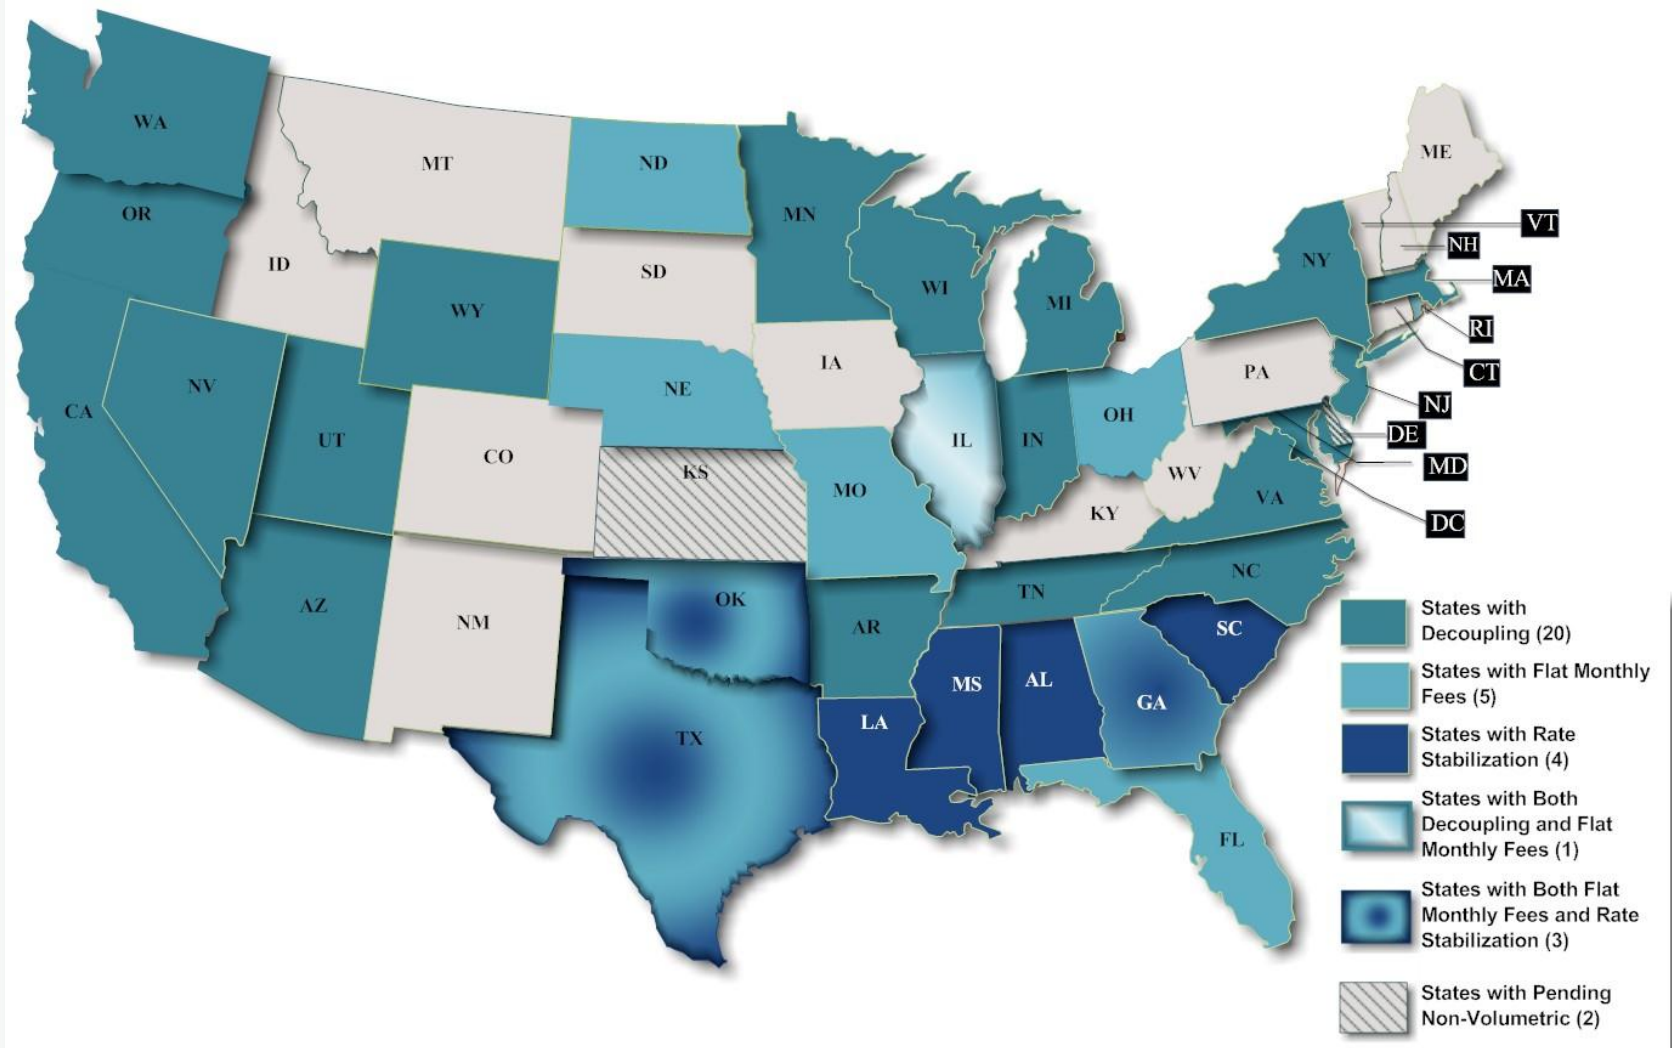 WA
MT
ND
ME
OR
MN
VT
ID
SD
WI
NY
NH
MA
WY
MI
RI
IA
PA
CT
NV
NE
OH
NJ
CA
UT
CO
IL
IN
DE
KS
MO
WV
VA
MD
KY
DC
AZ
NM
OK
TN
NC
AR
SC
MS
AL
GA
LA
TX
FL
States with
Decoupling (20)
States with Flat Monthly
Fees (5)
States with Rate
Stabilization (4)
States with Both
Decoupling and Flat
Monthly Fees (1)
States with Both Flat
Monthly Fees and Rate
Stabilization (3)
States with Pending
Non-Volumetric (2)